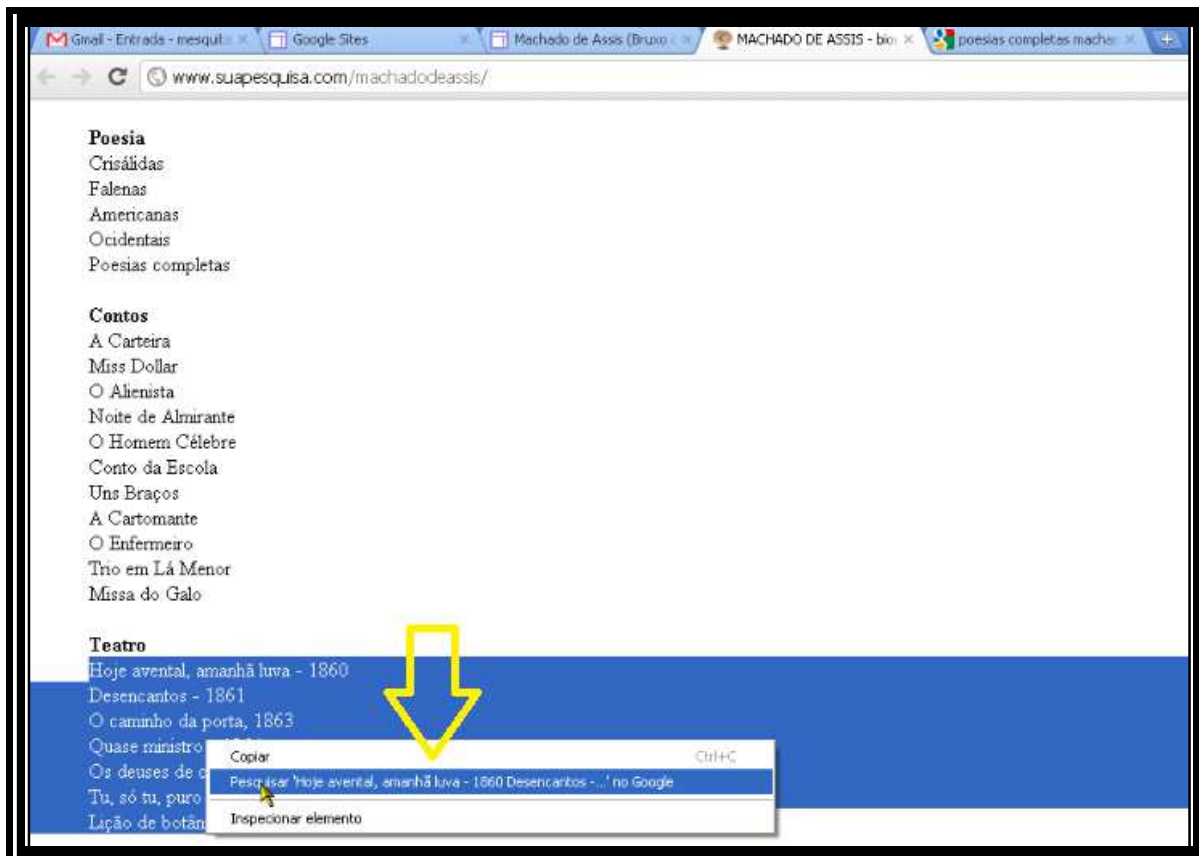 Gmail - Entrada - mesquit
Google Sites
Machado de Assis (Bruxo
MACHADO DE ASSIS - bio
poesias completas macha
www.suapesquisa.com/machadodeassis/
Poesia
Crisálidas
Falenas
Americanas
Ocidentais
Poesias completas
Contos
A Carteira
Miss Dollar
O Alienista
Noite de Almirante
O Homem Célebre
Conto da Escola
Uns Braços
A Cartomante
O Enfermeiro
Trio em Lá Menor
Missa do Galo
Teatro
Hoje avental, amanhã luva - 1860
Desencantos - 1861
O caminho da porta, 1863
Quase ministro
Os deuses de
Tu, só tu, puro
Lição de botân
Copiar Ctrl+C
Pesquisar 'Hoje avental, amanhã luva - 1860 Desencantos -...' no Google
Inspecionar elemento